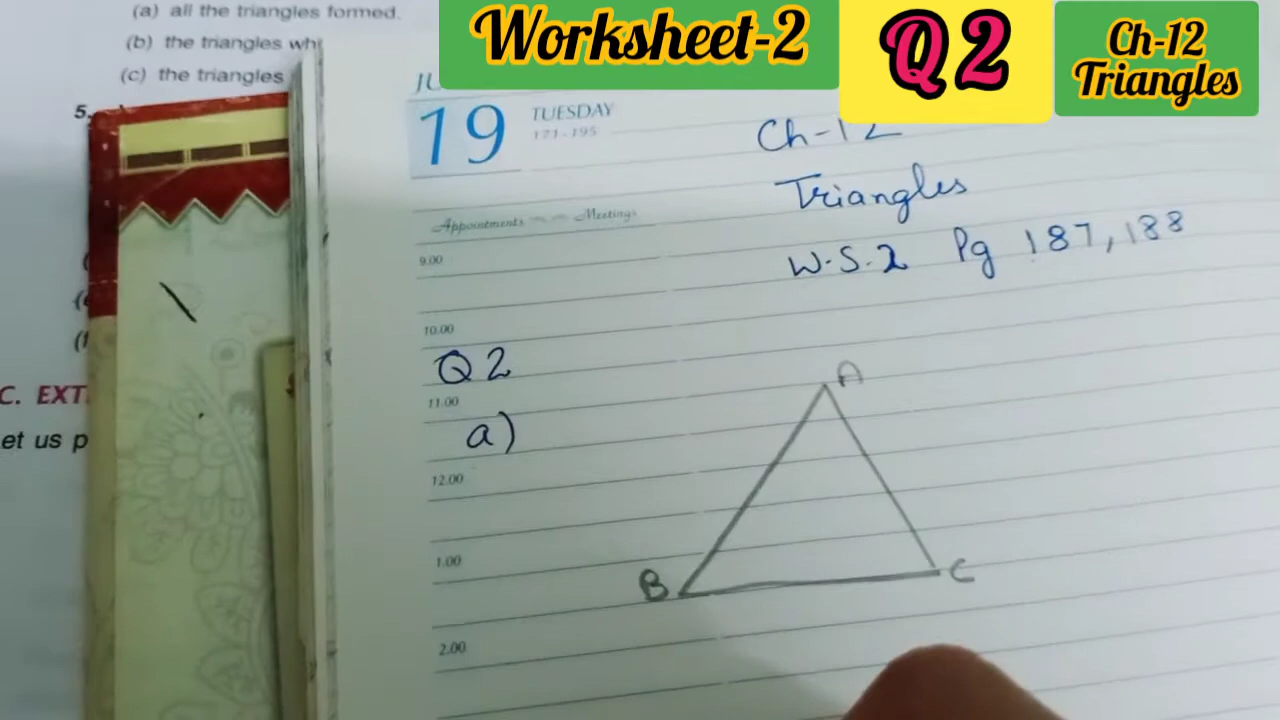 (a) all the triangles formed.
(b) the triangles wh
(c) the triangles
5.
C. EXT
et us p
Worksheet-2
Q2
Ch-12
Triangles
JU
19 TUESDAY
171-195
Appointments Meetings
9.00
10.00
11.00
12.00
1.00
2.00
Ch-12
Triangles
W.S.2 Pg 187, 188
Q2
a)
A
B
C